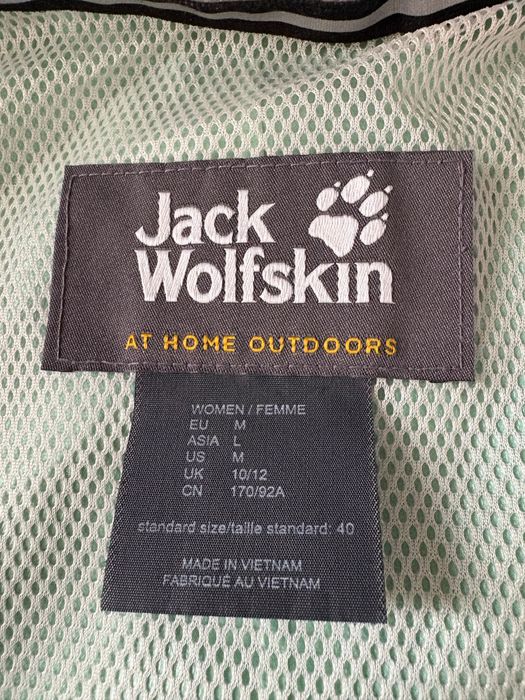 Jack
Wolfskin
AT HOME OUTDOORS
WOMEN / FEMME
EU M
ASIA L
US M
UK 10/12
CN 170/92A
standard size/taille standard: 40
MADE IN VIETNAM
FABRIQUÉ AU VIETNAM